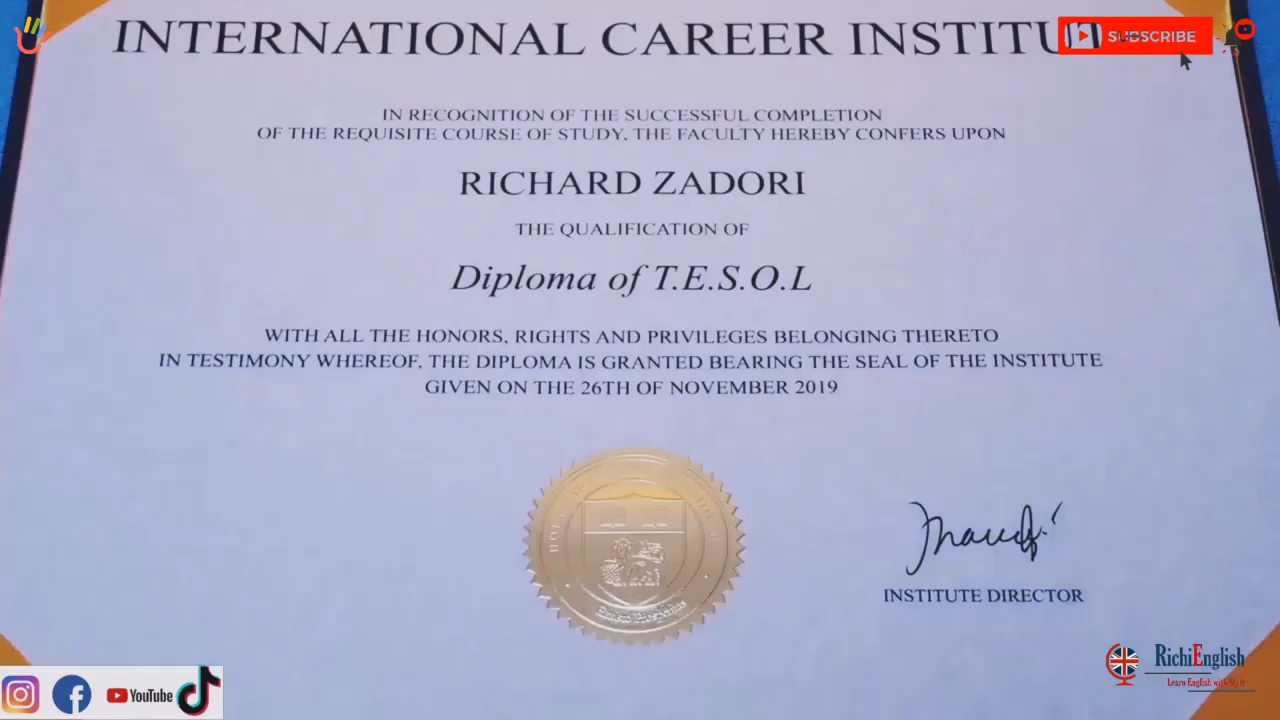 INTERNATIONAL CAREER INSTITU
SUBSCRIBE
IN RECOGNITION OF THE SUCCESSFUL COMPLETION
OF THE REQUISITE COURSE OF STUDY, THE FACULTY HEREBY CONFERS UPON
RICHARD ZADORI
THE QUALIFICATION OF
Diploma of T.E.S.O.L
WITH ALL THE HONORS, RIGHTS AND PRIVILEGES BELONGING THERETO
IN TESTIMONY WHEREOF, THE DIPLOMA IS GRANTED BEARING THE SEAL OF THE INSTITUTE
GIVEN ON THE 26TH OF NOVEMBER 2019
INSTITUTE DIRECTOR
YouTube
RichiEnglish
Learn English with Style